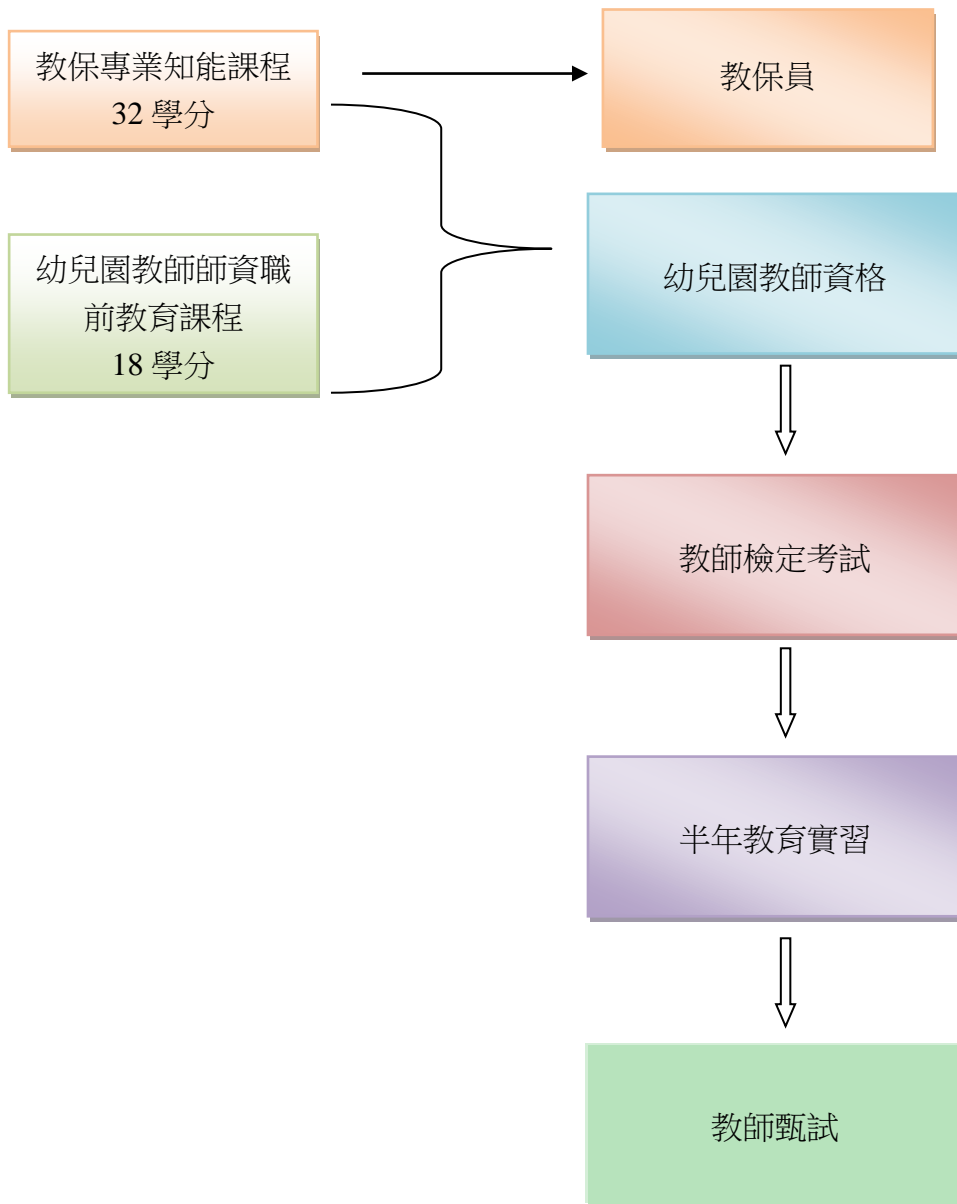 教保專業知能課程
32 學分
教保員
幼兒園教師師資職
前教育課程
18 學分
幼兒園教師資格
教師檢定考試
半年教育實習
教師甄試